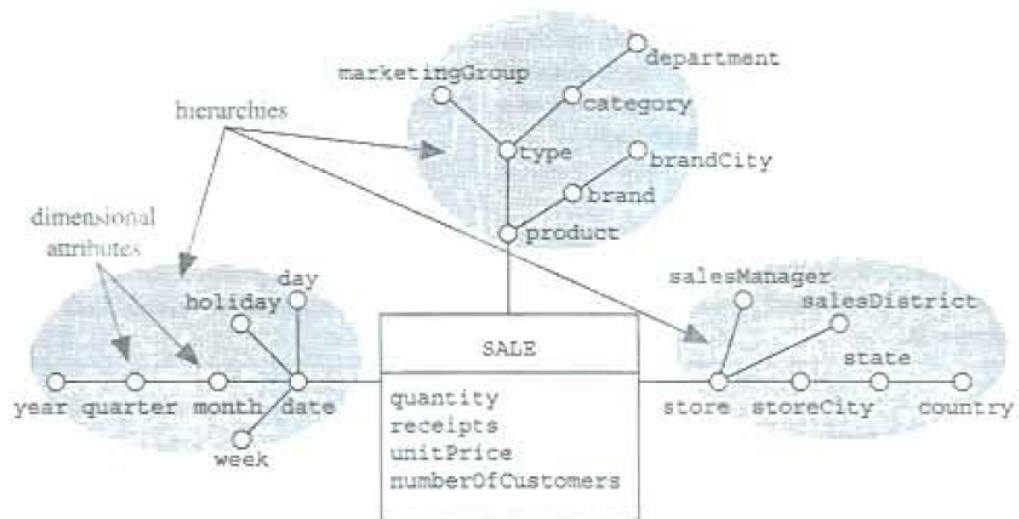 department
marketingGroup
category
hierarchies
type
brandCity
brand
dimensional
attributes
product
day
holiday
salesManager
salesDistrict
SALE
state
year quarter month date
store storeCity country
quantity
receipts
week
unitPrice
numberOfCustomers